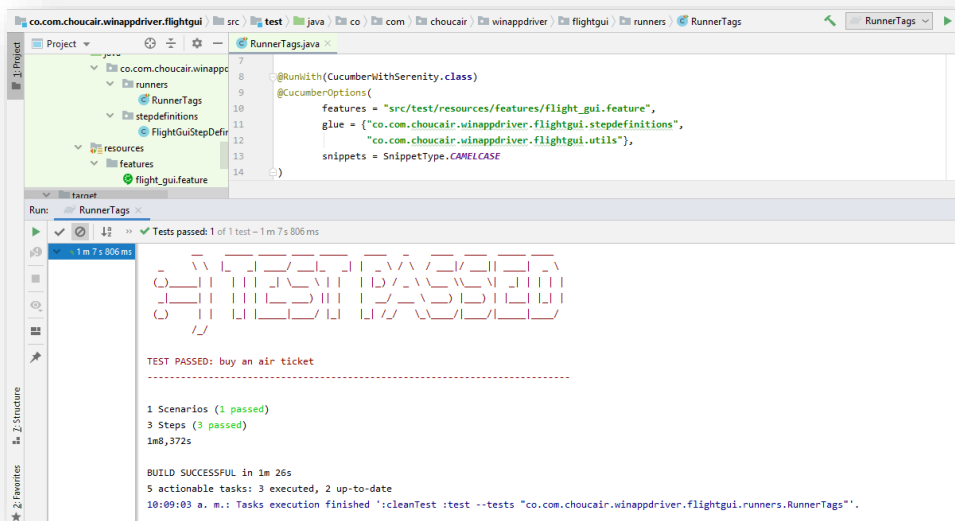 co.com.choucair.winappdriver.flightgui src test java co com choucair winappdriver flightgui runners RunnerTags RunnerTags
1: Project
Project
RunnerTags.java
co.com.choucair.winappd
runners
RunnerTags
stepdefinitions
FlightGuiStepDefin
resources
features
flight_gui.feature
target
7
8 @RunWith(CucumberWithSerenity.class)
9 @CucumberOptions(
10 features = "src/test/resources/features/flight_gui.feature",
11 glue = {"co.com.choucair.winappdriver.flightgui.stepdefinitions",
12 "co.com.choucair.winappdriver.flightgui.utils"},
13 snippets = SnippetType.CAMELCASE
14 )
Run: RunnerTags
Tests passed: 1 of 1 test – 1 m 7 s 806 ms
1 m 7 s 806 ms
:-) TEST PASSED
TEST PASSED: buy an air ticket
-----------------------------------------------------------------------------
1 Scenarios (1 passed)
3 Steps (3 passed)
1m8,372s
BUILD SUCCESSFUL in 1m 26s
5 actionable tasks: 3 executed, 2 up-to-date
10:09:03 a. m.: Tasks execution finished ':cleanTest :test --tests "co.com.choucair.winappdriver.flightgui.runners.RunnerTags"'.
7: Structure
2: Favorites